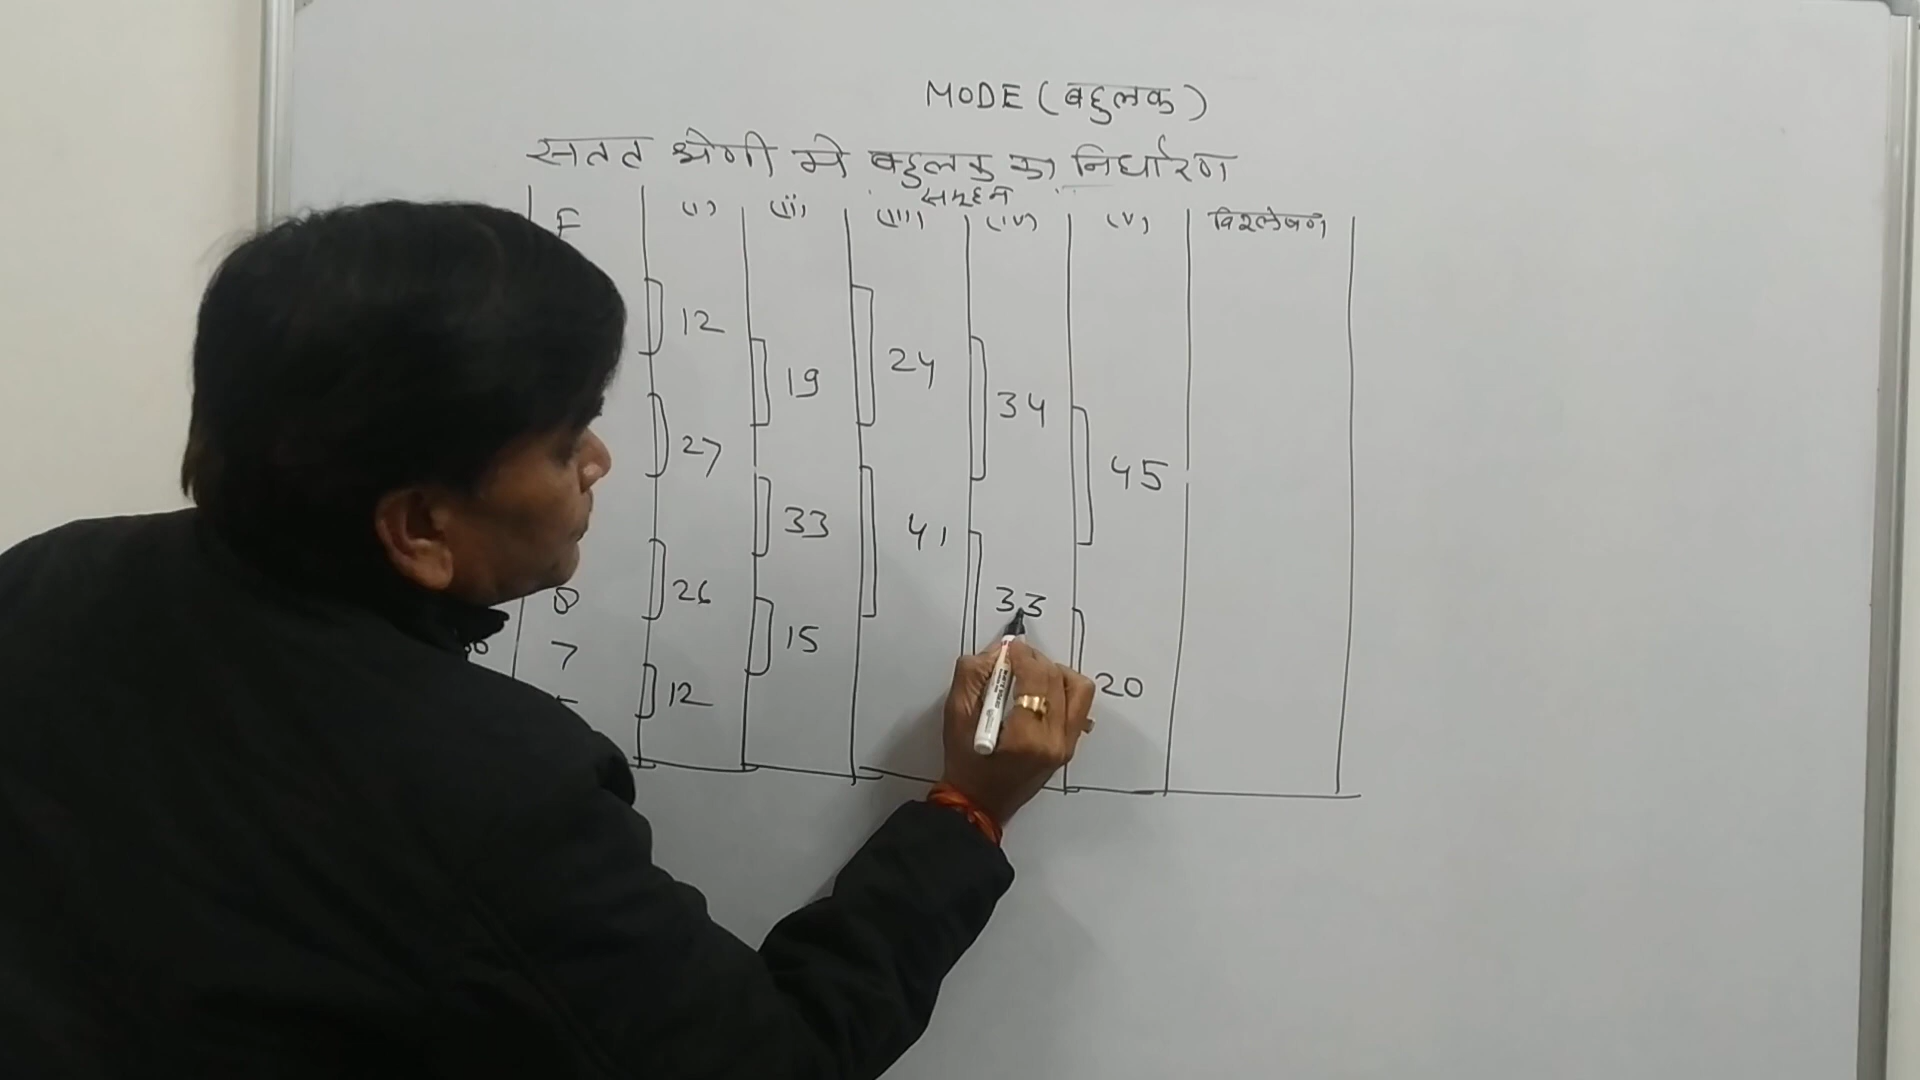 MODE (बहुलक)
सतत श्रेणी मे बहुलक का निर्धारण
समूहन
F (i) (ii) (iii) (iv) (v) विश्लेषण
12
24
19
34
27
45
33
41
8 26 33
15
7
12 20